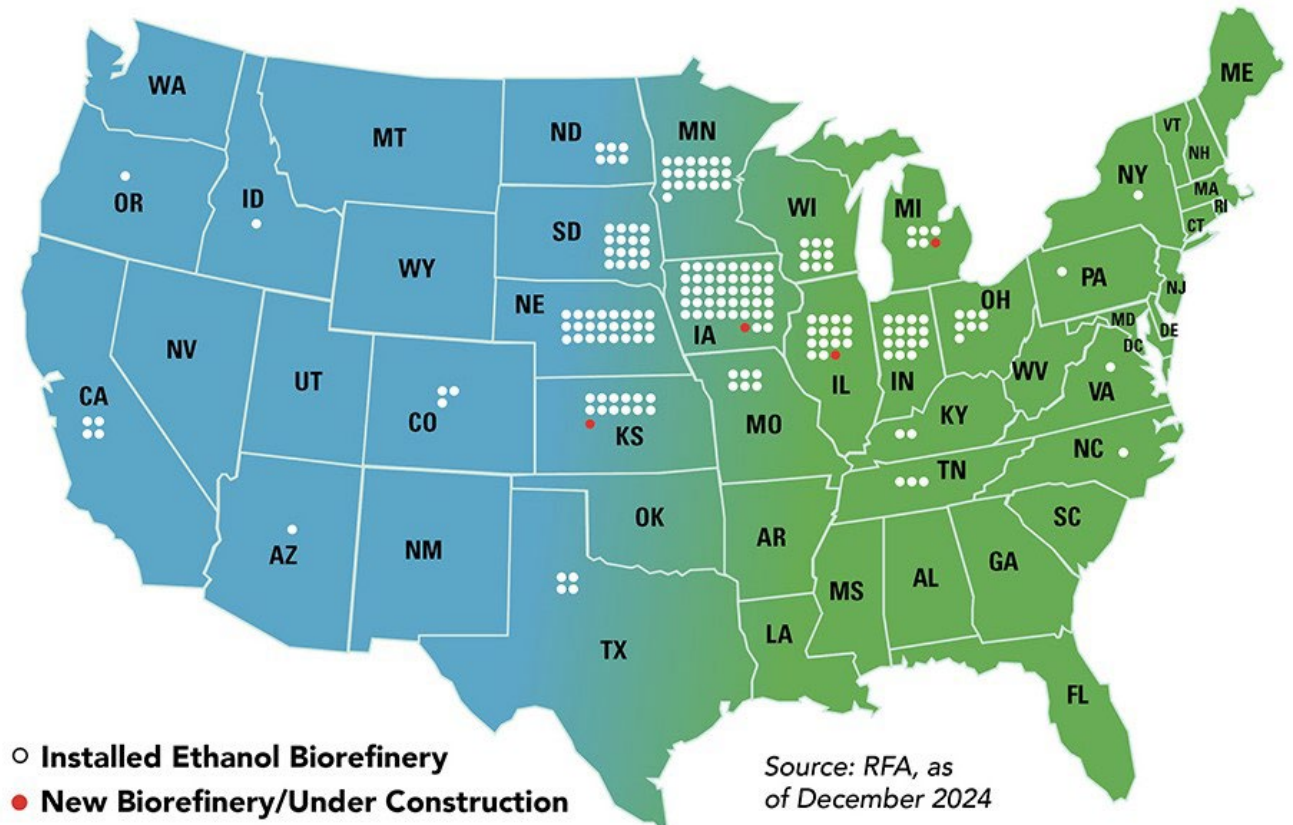 WA
MT
ND
MN
ME
VT
NH
OR
ID
SD
WI
MI
NY
MA
RI
CT
WY
NE
IA
PA
NJ
OH
MD
DE
DC
NV
UT
CO
CA
KS
MO
IL
IN
WV
VA
KY
NC
TN
AZ
NM
OK
AR
SC
MS
AL
GA
TX
LA
FL
Installed Ethanol Biorefinery
New Biorefinery/Under Construction
Source: RFA, as
of December 2024